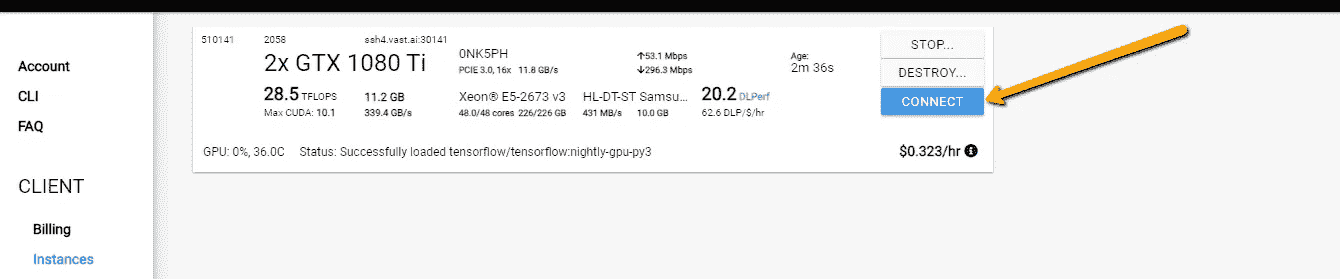 Account
CLI
FAQ
CLIENT
Billing
Instances
510141 2058 ssh4.vast.ai:30141
2x GTX 1080 Ti
28.5 TFLOPS
Max CUDA: 10.1
11.2 GB
339.4 GB/s
0NK5PH
PCIE 3.0, 16x 11.8 GB/s
Xeon® E5-2673 v3
48.0/48 cores 226/226 GB
↑53.1 Mbps
↓296.3 Mbps
HL-DT-ST Samsu...
431 MB/s 10.0 GB
20.2 DLPerf
62.6 DLP/$/hr
Age:
2m 36s
STOP...
DESTROY...
CONNECT
GPU: 0%, 36.0C Status: Successfully loaded tensorflow/tensorflow:nightly-gpu-py3
$0.323/hr